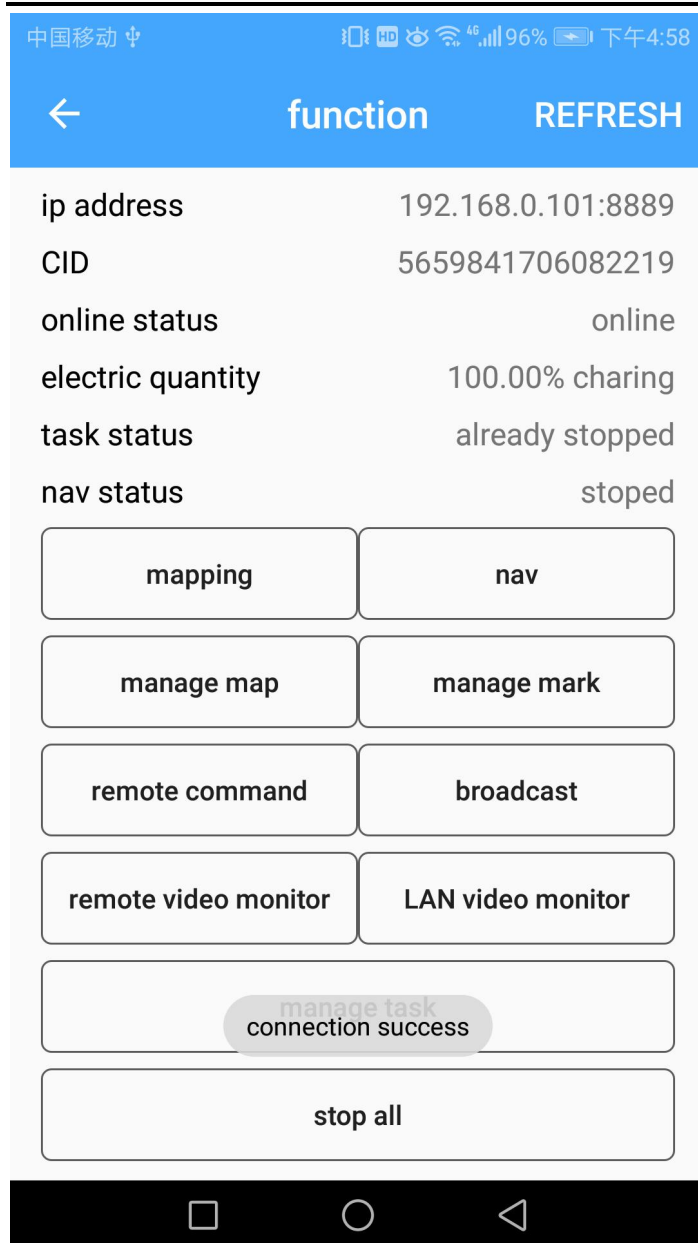 中国移动 HD 4G 96% 下午4:58
function REFRESH
ip address 192.168.0.101:8889
CID 5659841706082219
online status online
electric quantity 100.00% charing
task status already stopped
nav status stoped
mapping nav
manage map manage mark
remote command broadcast
remote video monitor LAN video monitor
manage task
connection success
stop all